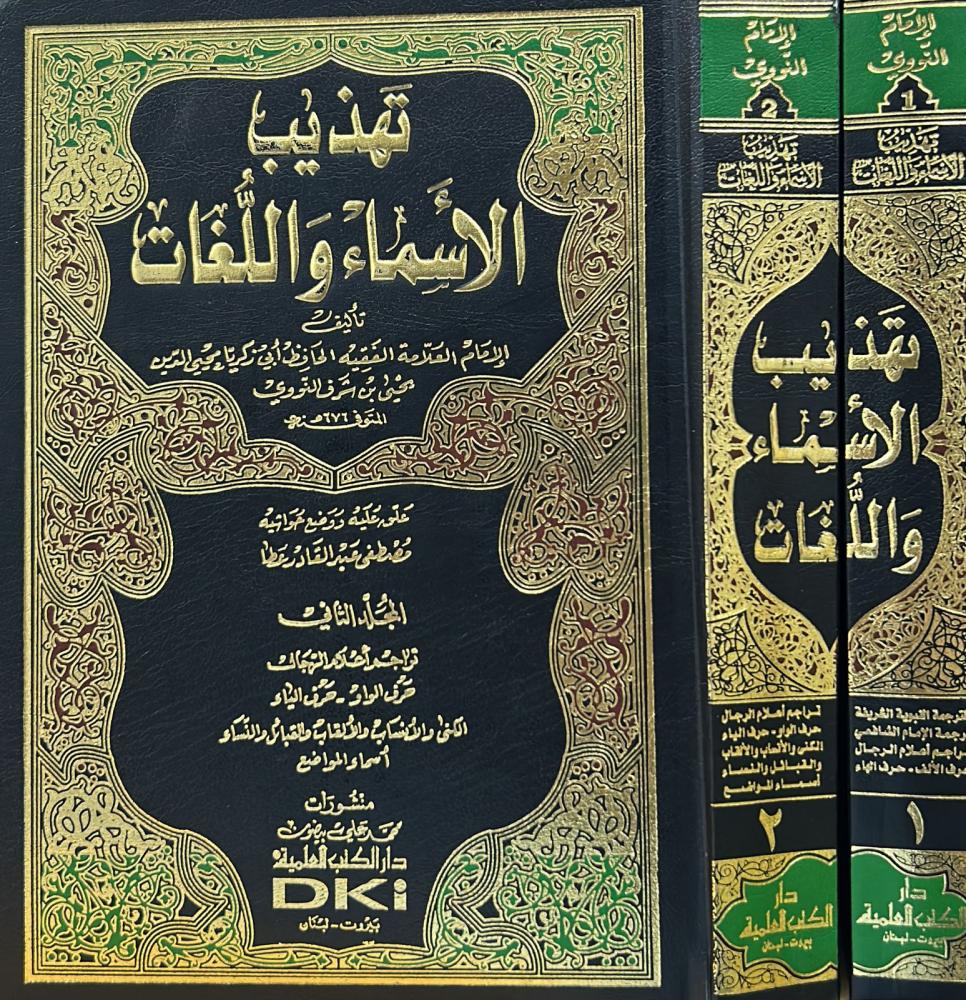 تهذيب
الأسماء واللغات
تأليف
الإمام العلامة الفقيه الحافظ أبي زكريا محيي الدين
يحيى بن شرف النووي
المتوفى ٦٧٦هـ
علق عليه ووضع حواشيه
مصطفى عبد القادر عطا
المجلد الثاني
تراجم أعلام الرجال
حرف الواو - حرف الياء
الكنى والأنساب والألقاب والقبائل والنساء
أسماء المواضع
منشورات
محمد علي بيضون
دار الكتب العلمية
DKi
بيروت - لبنان
الإمام
النووي
2
تهذيب
الأسماء واللغات
تراجم أعلام الرجال
حرف الواو - حرف الياء
الكنى والأنساب والألقاب
والقبائل والنساء
أسماء المواضع
٢
دار
الكتب العلمية
بيروت - لبنان
الإمام
النووي
1
تهذيب
الأسماء واللغات
تهذيب
الأسماء
واللغات
الترجمة النبوية الشريفة
ترجمة الإمام الشافعي
تراجم أعلام الرجال
حرف الألف - حرف الهاء
١
دار
الكتب العلمية
بيروت - لبنان